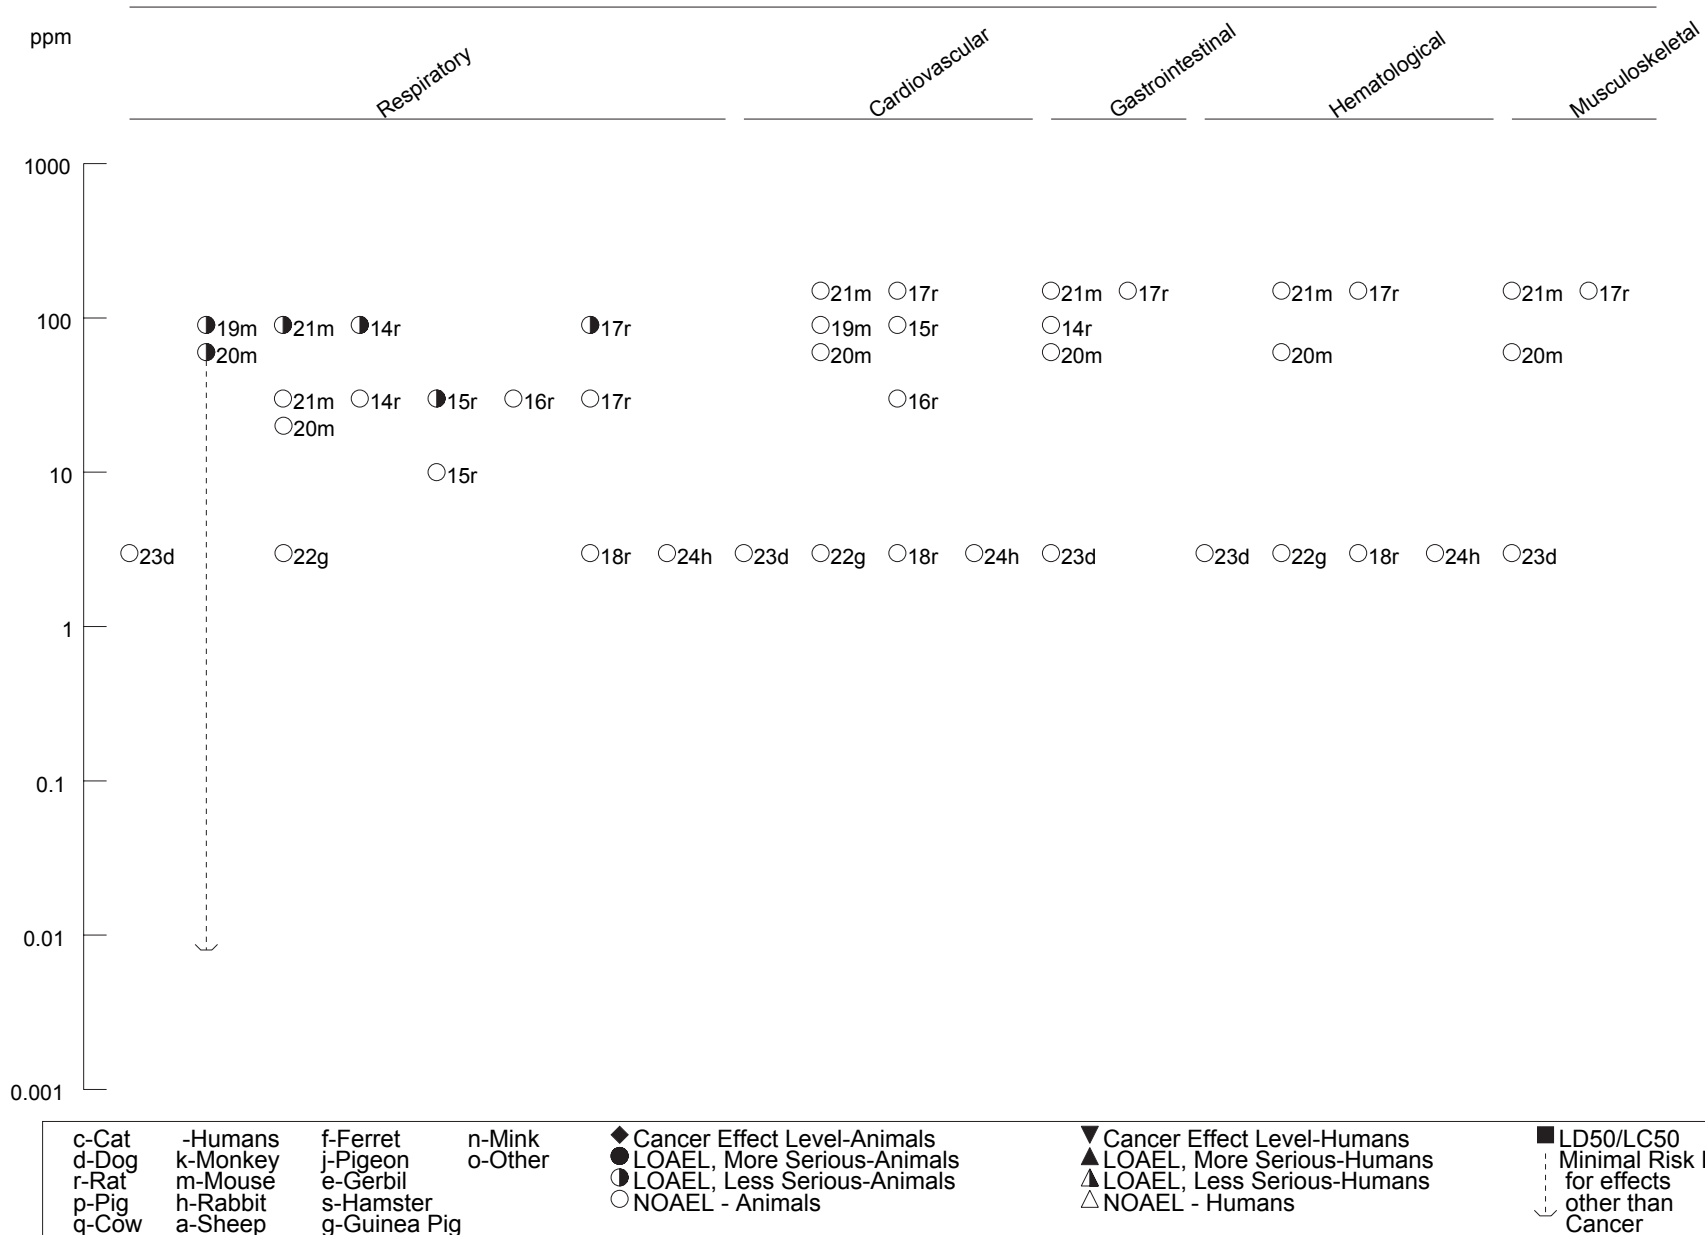 ppm
Respiratory
Cardiovascular
Gastrointestinal
Hematological
Musculoskeletal
1000
21m 17r 21m 17r 21m 17r 21m 17r
100
19m 21m 14r 17r 19m 15r 14r
20m 20m 20m 20m 20m
21m 14r 15r 16r 17r 16r
20m
10
15r
23d 22g 18r 24h 23d 22g 18r 24h 23d 23d 22g 18r 24h 23d
1
0.1
0.01
0.001
c-Cat -Humans f-Ferret n-Mink Cancer Effect Level-Animals Cancer Effect Level-Humans LD50/LC50
d-Dog k-Monkey j-Pigeon o-Other LOAEL, More Serious-Animals LOAEL, More Serious-Humans Minimal Risk
r-Rat m-Mouse e-Gerbil LOAEL, Less Serious-Animals LOAEL, Less Serious-Humans for effects
p-Pig h-Rabbit s-Hamster NOAEL - Animals NOAEL - Humans other than
q-Cow a-Sheep g-Guinea Pig Cancer